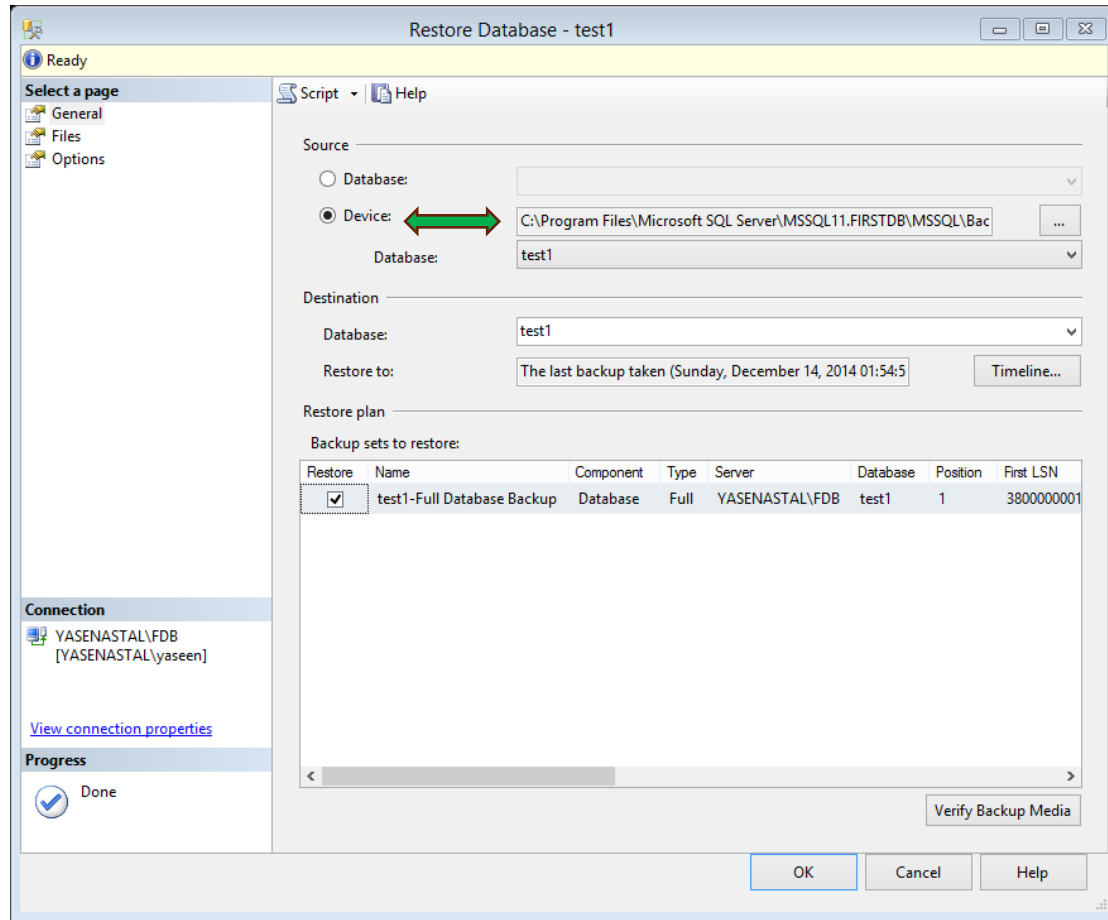 Restore Database - test1
Ready
Select a page
General
Files
Options
Script Help
Source
Database:
Device: C:\Program Files\Microsoft SQL Server\MSSQL11.FIRSTDB\MSSQL\Bac ...
Database: test1
Destination
Database: test1
Restore to: The last backup taken (Sunday, December 14, 2014 01:54:5 Timeline...
Restore plan
Backup sets to restore:
Restore Name Component Type Server Database Position First LSN
test1-Full Database Backup Database Full YASENASTAL\FDB test1 1 3800000001
Connection
YASENASTAL\FDB
[YASENASTAL\yaseen]
View connection properties
Progress
Done
Verify Backup Media
OK Cancel Help